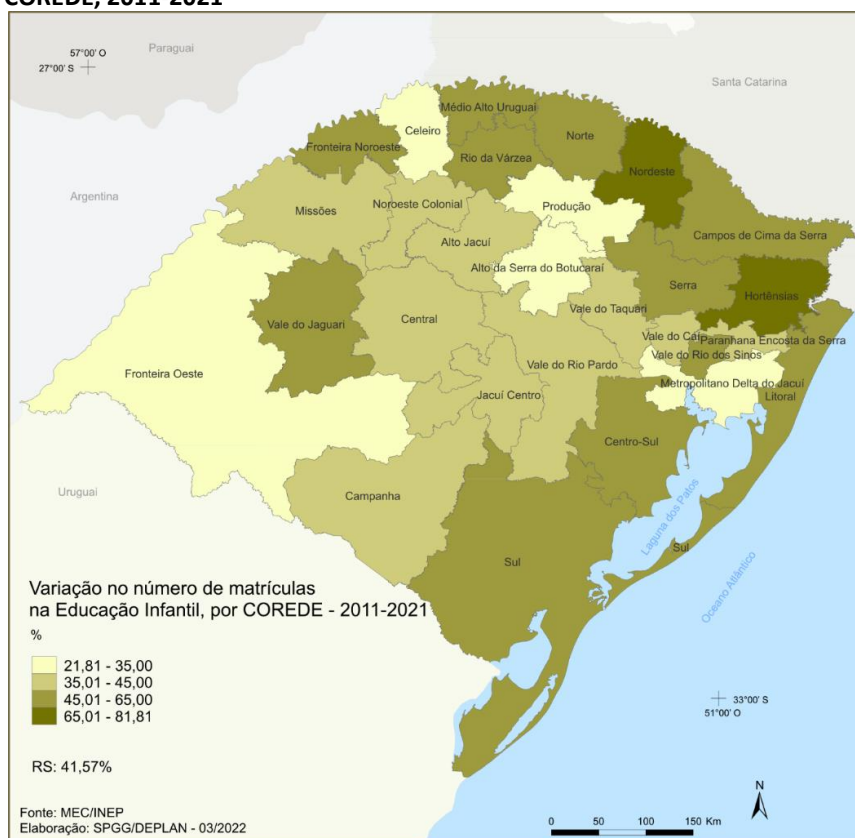 COREDE, 2011-2021
Paraguai
57°00' O
27°00' S
Santa Catarina
Argentina
Uruguai
Médio Alto Uruguai
Celeiro
Norte
Fronteira Noroeste
Rio da Várzea
Nordeste
Missões
Noroeste Colonial
Produção
Campos de Cima da Serra
Alto Jacuí
Alto da Serra do Botucaraí
Serra
Hortênsias
Vale do Jaguari
Central
Vale do Taquari
Vale do Caí
Paranhana Encosta da Serra
Vale do Rio dos Sinos
Fronteira Oeste
Vale do Rio Pardo
Metropolitano Delta do Jacuí
Litoral
Jacuí Centro
Centro-Sul
Campanha
Laguna dos Patos
Sul
Sul
Oceano Atlântico
Variação no número de matrículas
na Educação Infantil, por COREDE - 2011-2021
%
21,81 - 35,00
35,01 - 45,00
45,01 - 65,00
65,01 - 81,81
33°00' S
51°00' O
RS: 41,57%
N
Fonte: MEC/INEP
Elaboração: SPGG/DEPLAN - 03/2022
0 50 100 150 Km